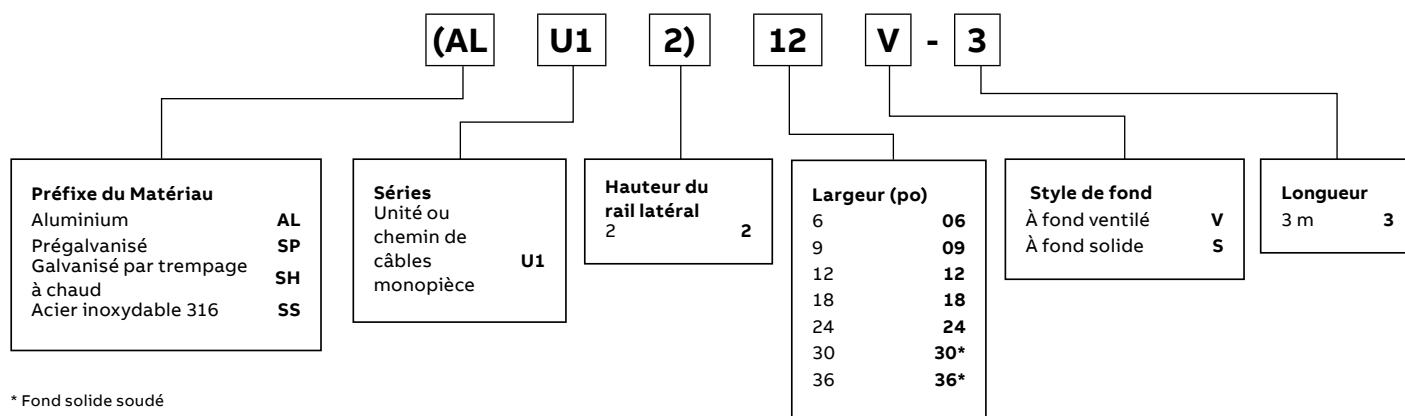 (AL U1 2) 12 V - 3
Préfixe du Matériau
Aluminium AL
Prégalvanisé SP
Galvanisé par trempage
à chaud SH
Acier inoxydable 316 SS
Séries
Unité ou
chemin de
câbles U1
monopièce
Hauteur du
rail latéral
2 2
Largeur (po)
6 06
9 09
12 12
18 18
24 24
30 30*
36 36*
Style de fond
À fond ventilé V
À fond solide S
Longueur
3 m 3
* Fond solide soudé